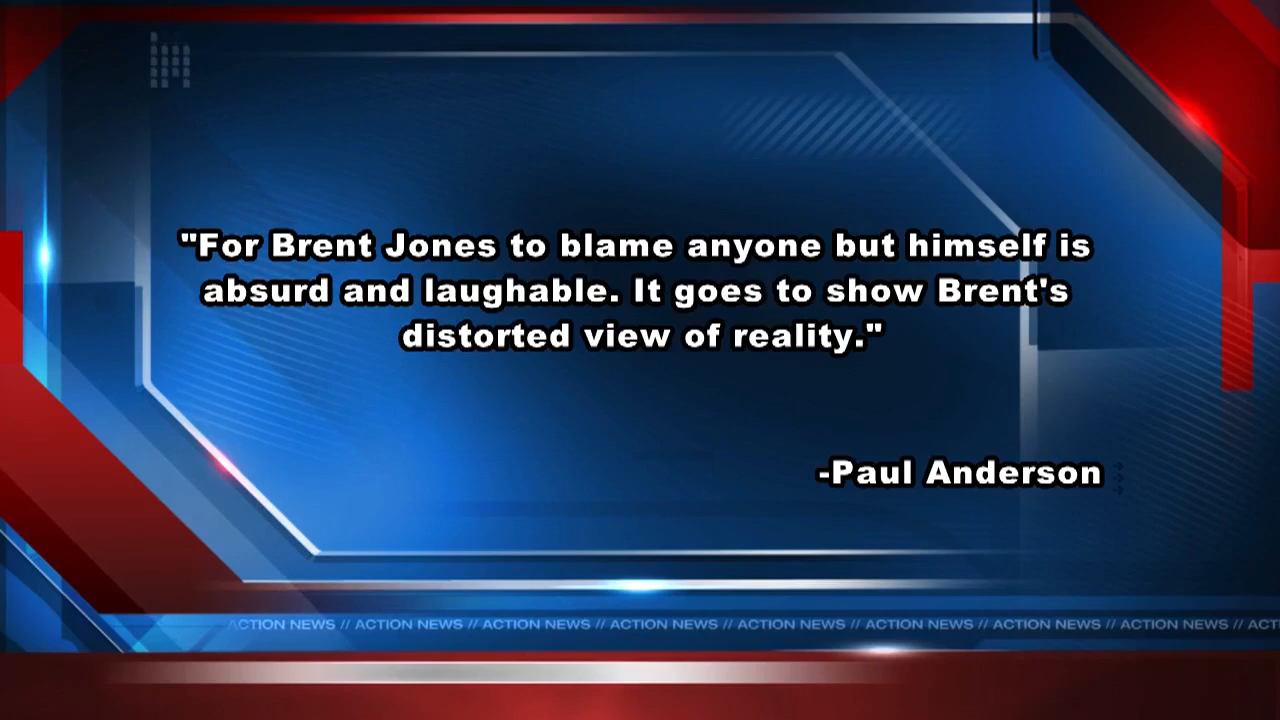 "For Brent Jones to blame anyone but himself is
absurd and laughable. It goes to show Brent's
distorted view of reality."
-Paul Anderson
ACTION NEWS // ACTION NEWS // ACTION NEWS // ACTION NEWS // ACTION NEWS // ACTION NEWS // ACTION NEWS // ACTION NEWS // ACT